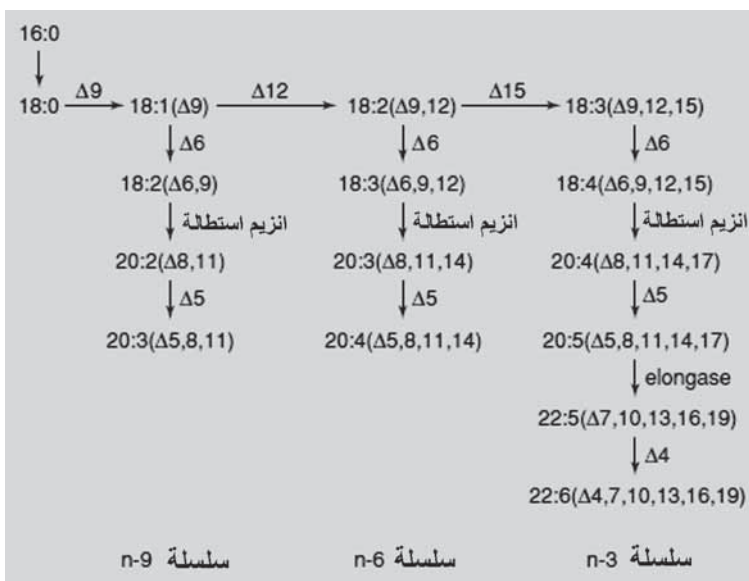 16:0
18:0 Δ9 18:1(Δ9) Δ12 18:2(Δ9,12) Δ15 18:3(Δ9,12,15)
Δ6 Δ6 Δ6
18:2(Δ6,9) 18:3(Δ6,9,12) 18:4(Δ6,9,12,15)
انزيم استطالة انزيم استطالة انزيم استطالة
20:2(Δ8,11) 20:3(Δ8,11,14) 20:4(Δ8,11,14,17)
Δ5 Δ5 Δ5
20:3(Δ5,8,11) 20:4(Δ5,8,11,14) 20:5(Δ5,8,11,14,17)
elongase
22:5(Δ7,10,13,16,19)
Δ4
22:6(Δ4,7,10,13,16,19)
n-9 سلسلة n-6 سلسلة n-3 سلسلة